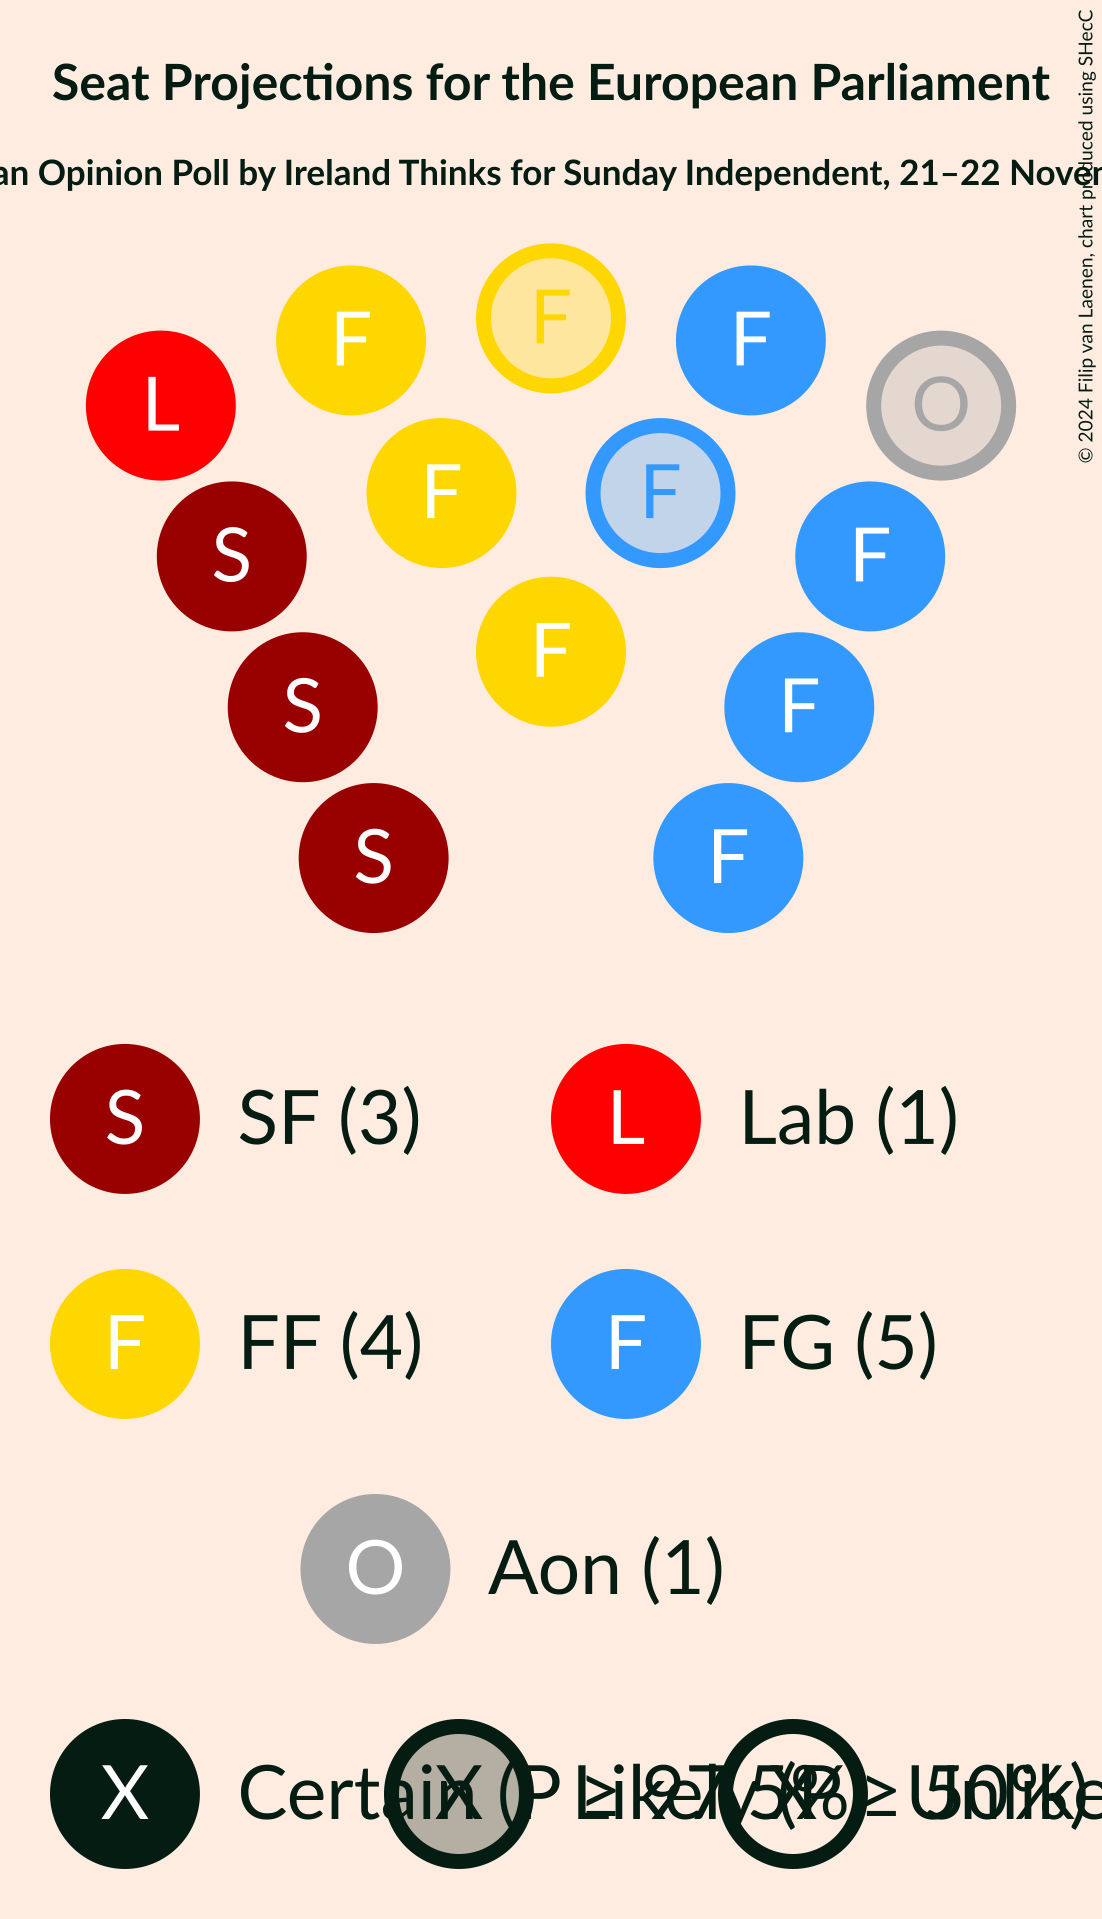 Seat Projections for the European Parliament
an Opinion Poll by Ireland Thinks for Sunday Independent, 21–22
© 2024 Filip van Laenen, chart produced using SHecC
F
F F
L O
F F
S F
F
S F
S F
S SF (3) L Lab (1)
F FF (4) F FG (5)
O Aon (1)
X Certain (P ≥ 97.5%) X Likely (P ≥ 50%) X